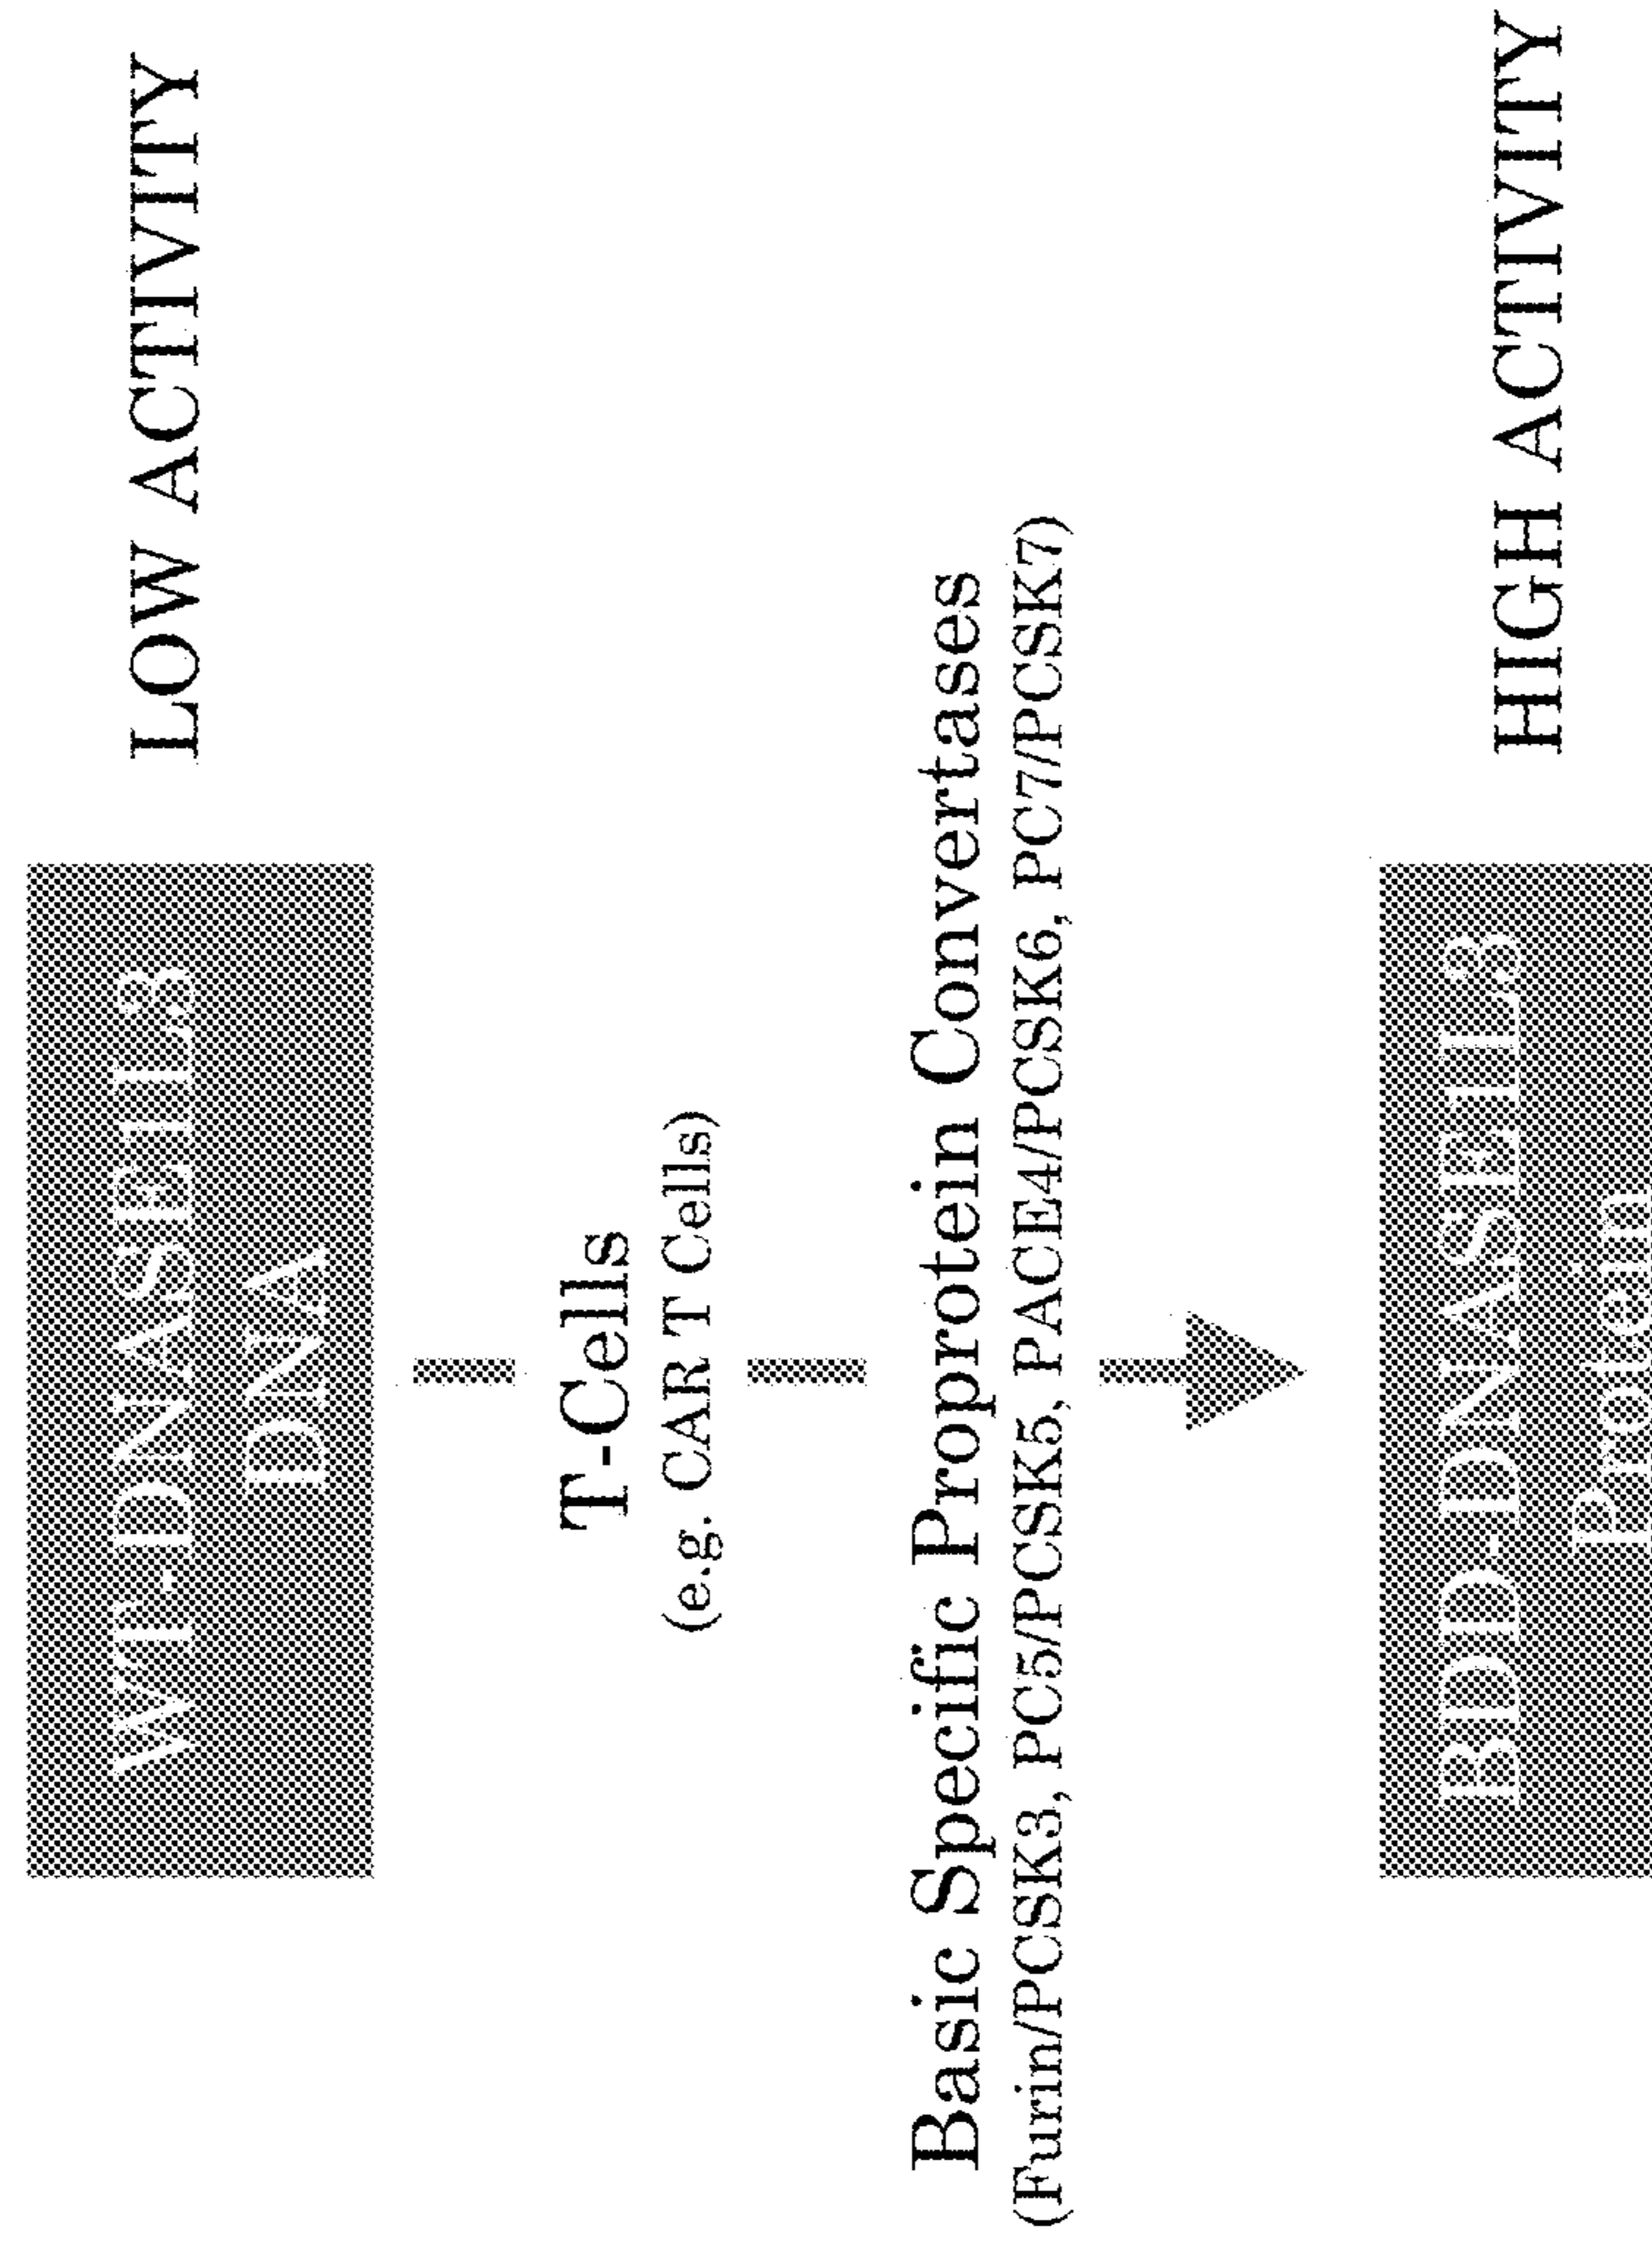 WT-DNASE1L3
DNA
LOW ACTIVITY
T-Cells
(e.g. CAR T Cells)
Basic Specific Proprotein Convertases
(Furin/PCSK3, PC5/PCSK5, PACE4/PCSK6, PC7/PCSK7)
BDD-DNASE1L3
Protein
HIGH ACTIVITY